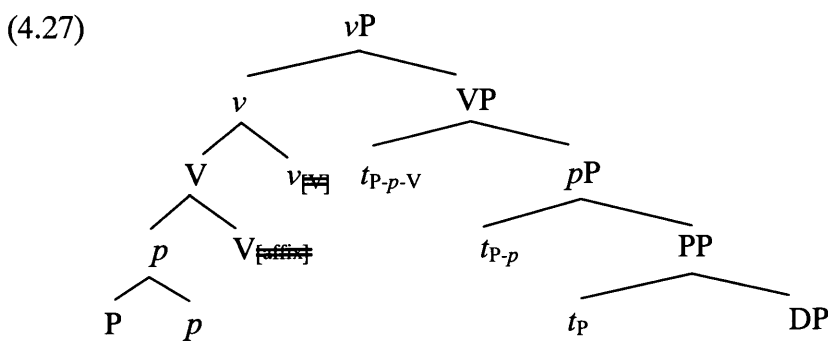 (4.27) vP
v VP
V v[V] tP-p-V pP
p V[affix] tP-p PP
P p tP DP